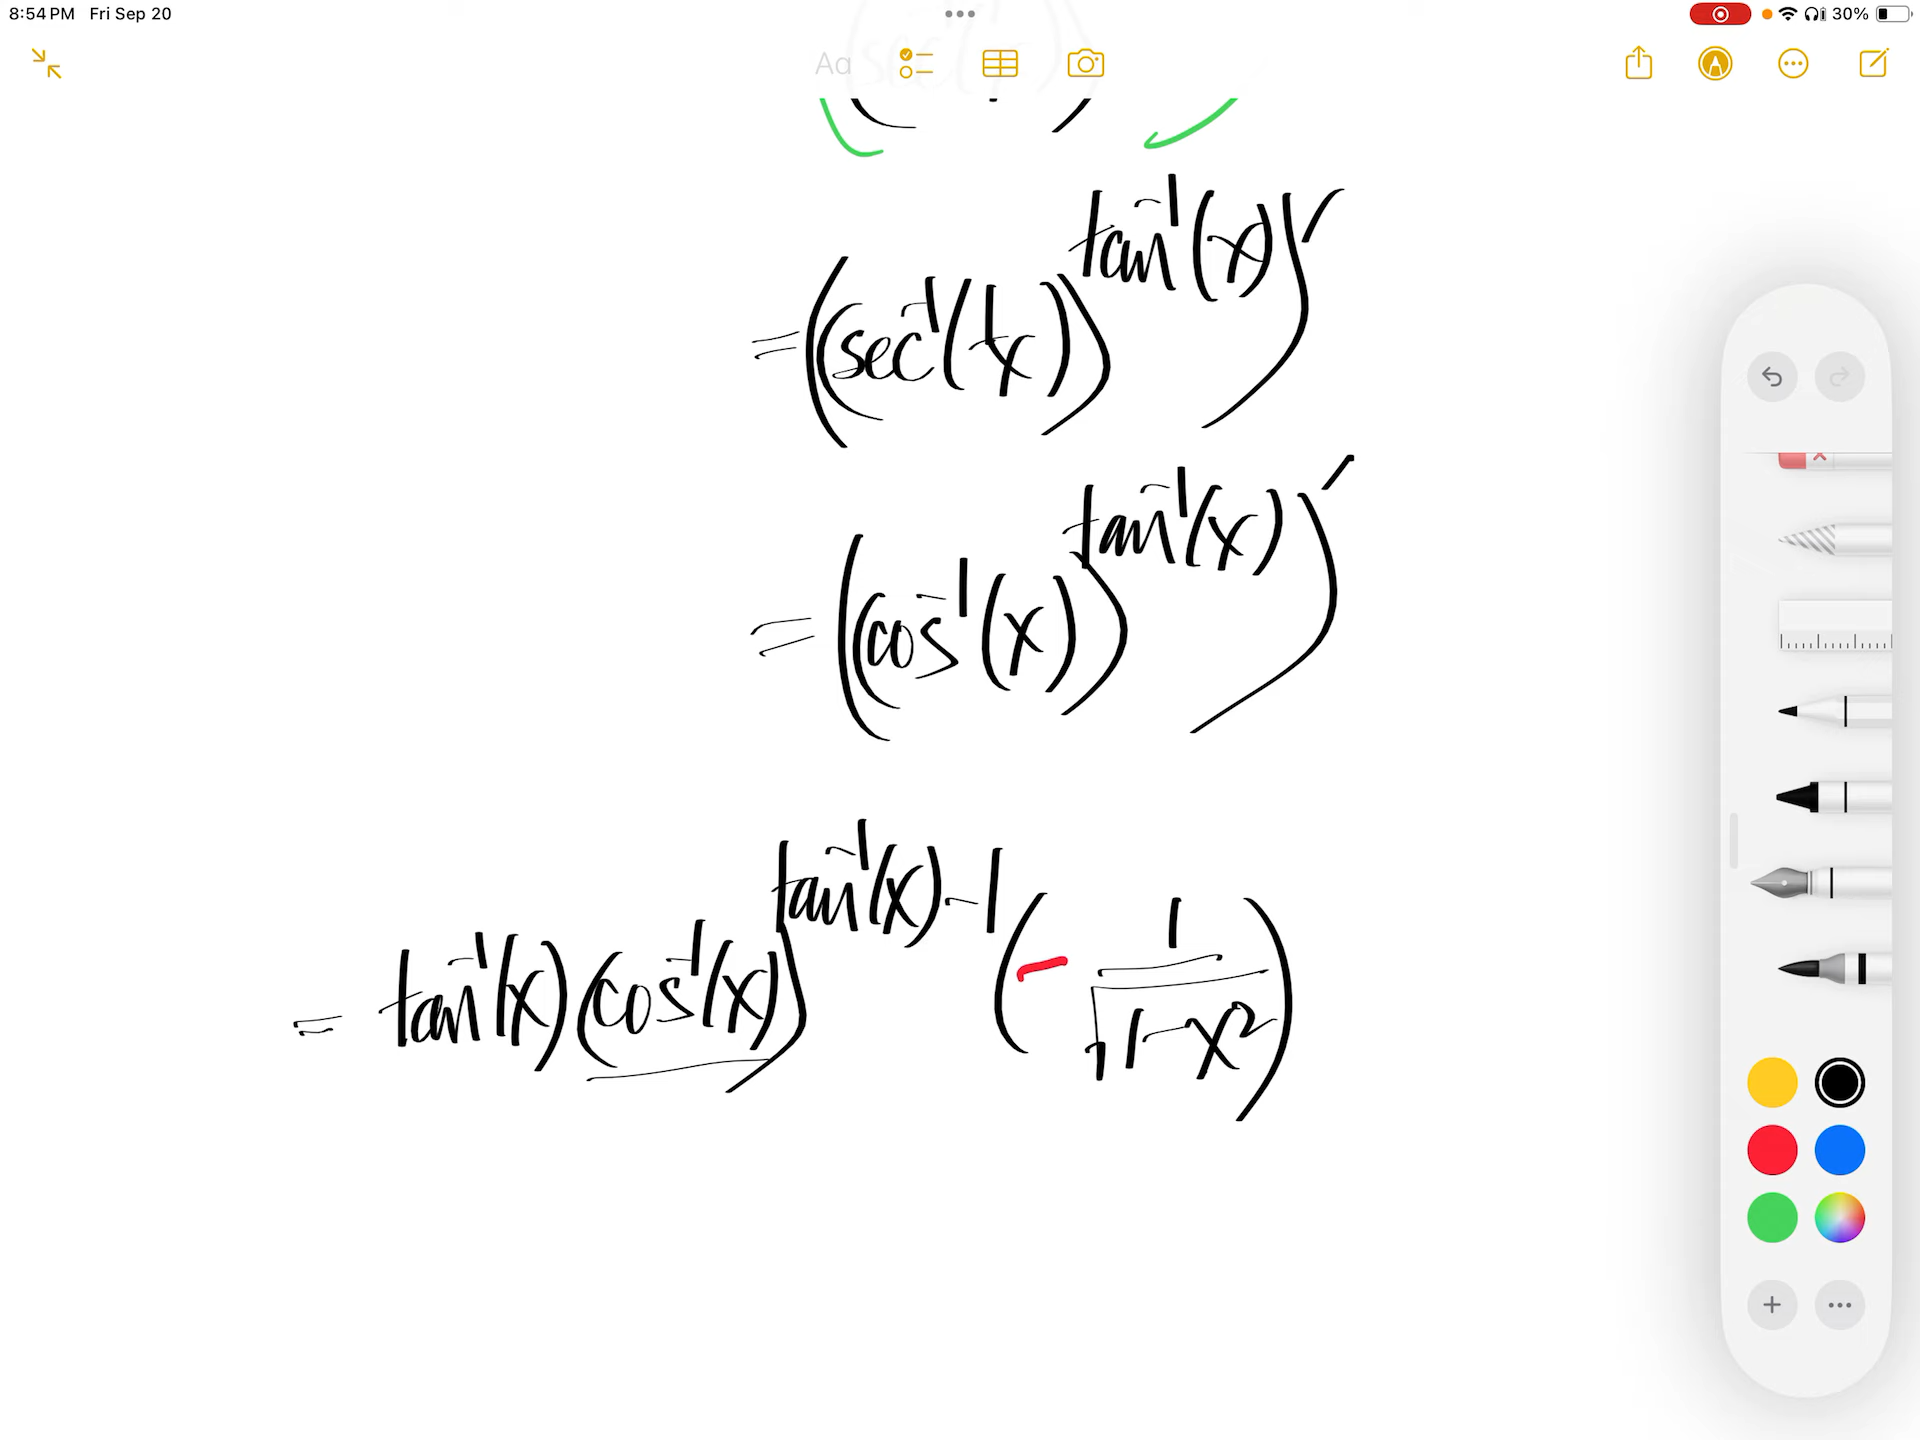 8:54 PM Fri Sep 20
30%
Aa
= ((sec⁻¹(1/x))^(tan⁻¹(x)))′
= ((cos⁻¹(x))^(tan⁻¹(x)))′
= tan⁻¹(x) (cos⁻¹(x))^(tan⁻¹(x) - 1) (- 1/√(1-x²))